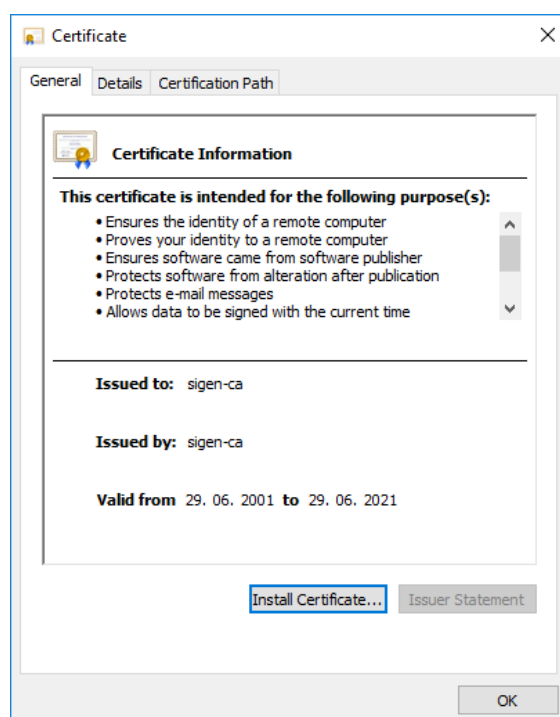 Certificate
General Details Certification Path
Certificate Information
This certificate is intended for the following purpose(s):
• Ensures the identity of a remote computer
• Proves your identity to a remote computer
• Ensures software came from software publisher
• Protects software from alteration after publication
• Protects e-mail messages
• Allows data to be signed with the current time
Issued to: sigen-ca
Issued by: sigen-ca
Valid from 29. 06. 2001 to 29. 06. 2021
Install Certificate... Issuer Statement
OK